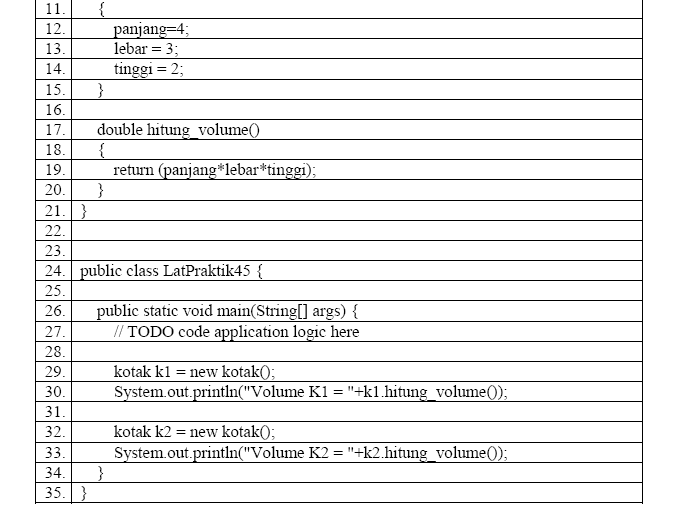 11. {
12. panjang=4;
13. lebar = 3;
14. tinggi = 2;
15. }
16.
17. double hitung_volume()
18. {
19. return (panjang*lebar*tinggi);
20. }
21. }
22.
23.
24. public class LatPraktik45 {
25.
26. public static void main(String[] args) {
27. // TODO code application logic here
28.
29. kotak k1 = new kotak();
30. System.out.println("Volume K1 = "+k1.hitung_volume());
31.
32. kotak k2 = new kotak();
33. System.out.println("Volume K2 = "+k2.hitung_volume());
34. }
35. }